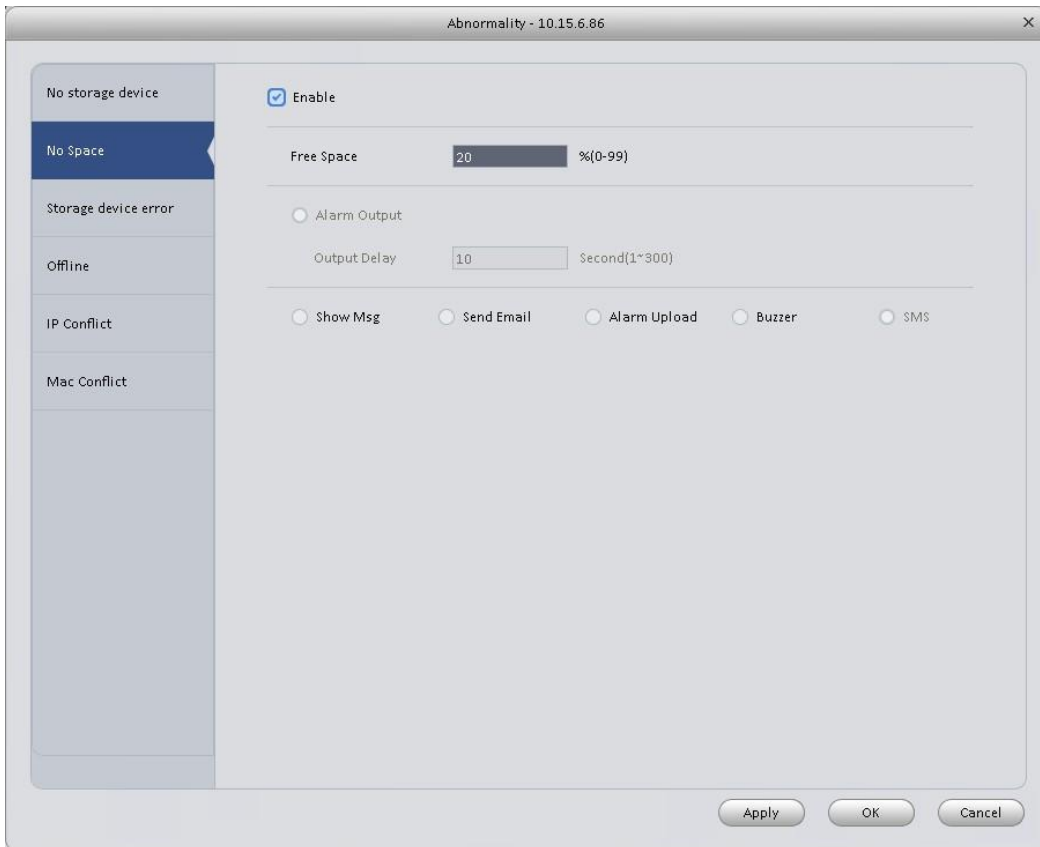 Abnormality - 10.15.6.86
No storage device
No Space
Storage device error
Offline
IP Conflict
Mac Conflict
Enable
Free Space 20 %(0-99)
Alarm Output
Output Delay 10 Second(1~300)
Show Msg Send Email Alarm Upload Buzzer SMS
Apply OK Cancel